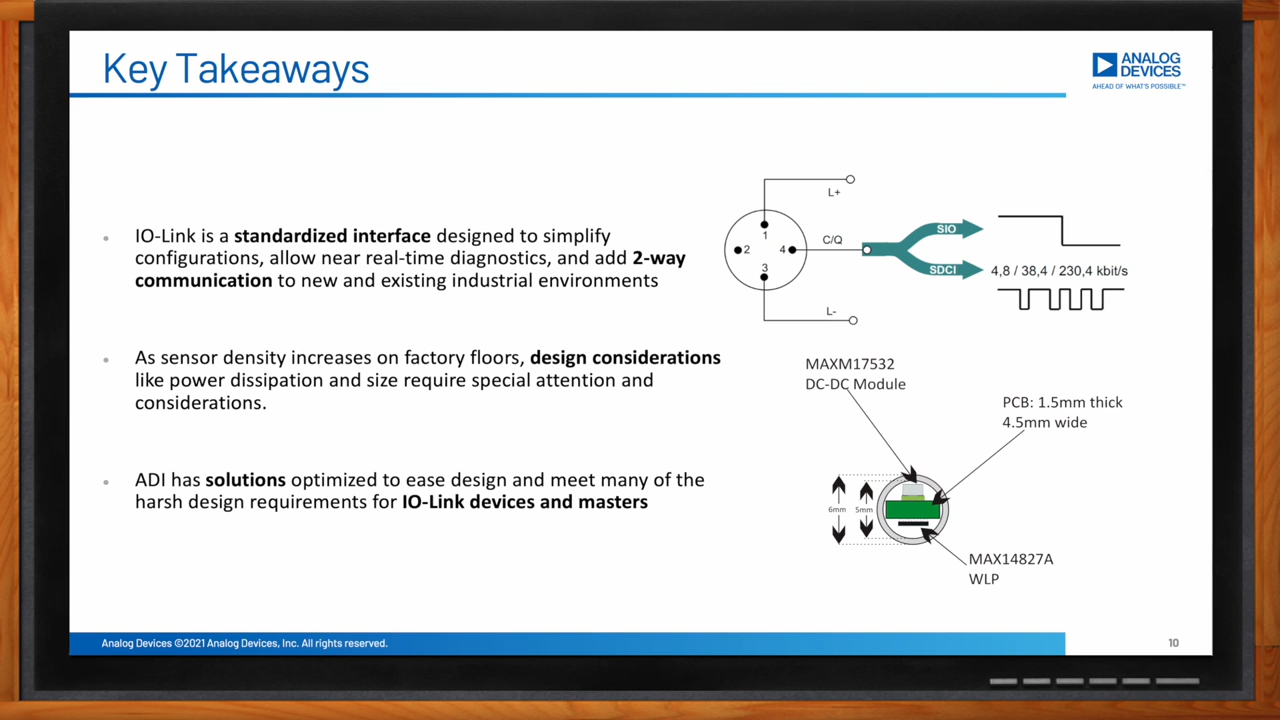 Key Takeaways
ANALOG
DEVICES
AHEAD OF WHAT'S POSSIBLE™
IO-Link is a standardized interface designed to simplify
configurations, allow near real-time diagnostics, and add 2-way
communication to new and existing industrial environments
As sensor density increases on factory floors, design considerations
like power dissipation and size require special attention and
considerations.
ADI has solutions optimized to ease design and meet many of the
harsh design requirements for IO-Link devices and masters
L+
1
2
4
C/Q
3
L-
SIO
SDCI
4,8 / 38,4 / 230,4 kbit/s
MAXM17532
DC-DC Module
PCB: 1.5mm thick
4.5mm wide
6mm
5mm
MAX14827A
WLP
Analog Devices ©2021 Analog Devices, Inc. All rights reserved.
10